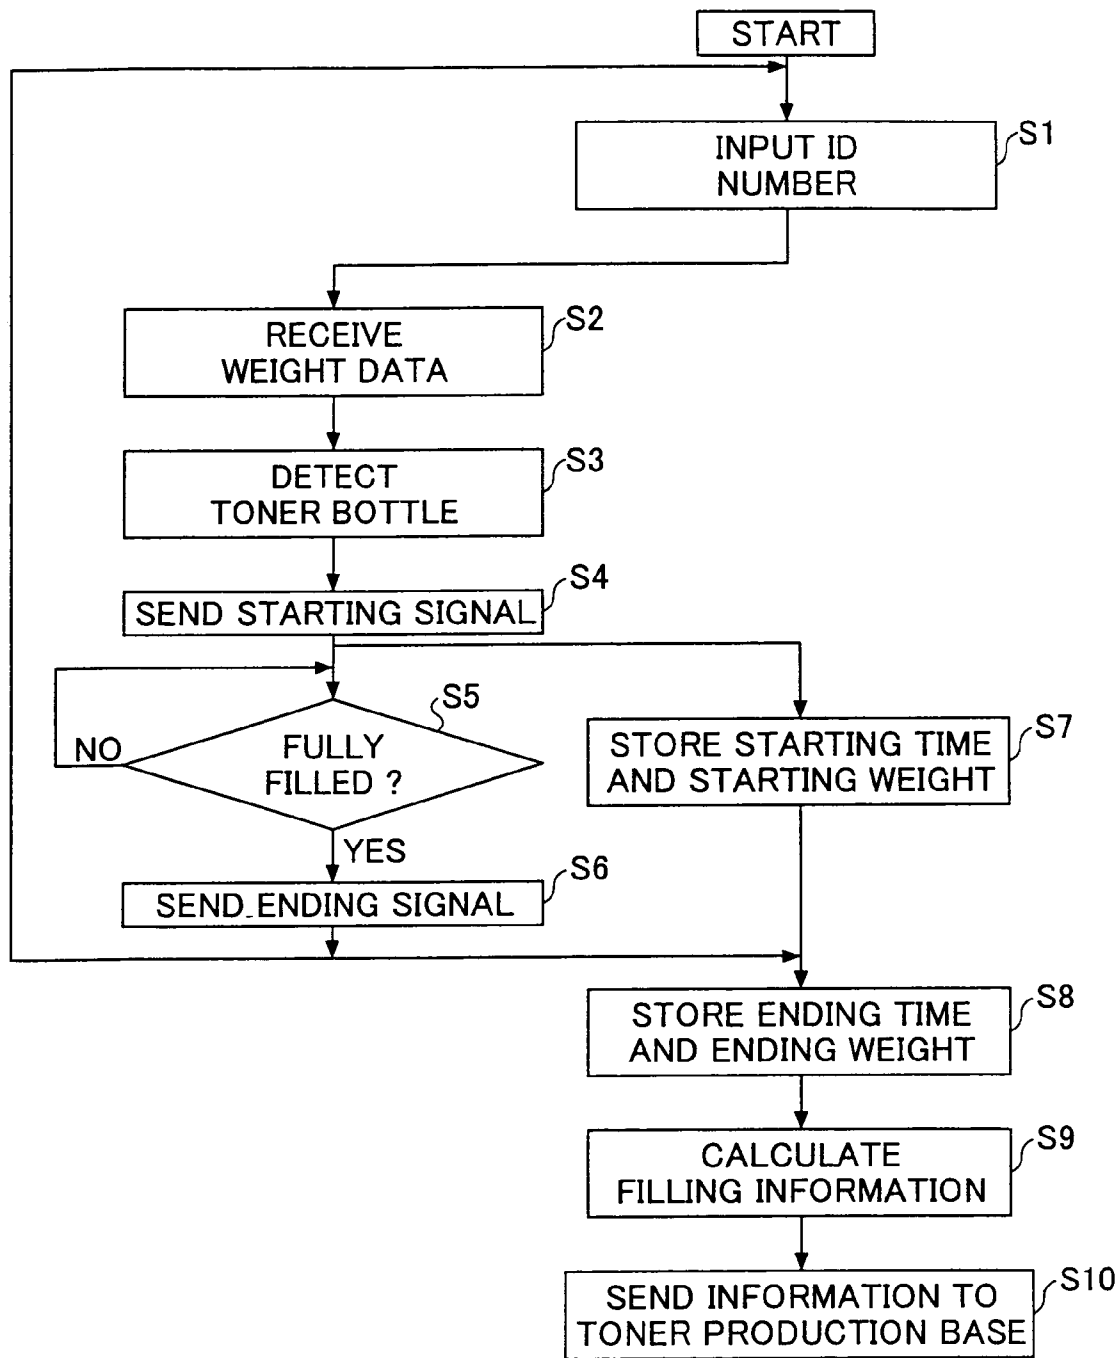 START
S1
INPUT ID
NUMBER
S2
RECEIVE
WEIGHT DATA
S3
DETECT
TONER BOTTLE
S4
SEND STARTING SIGNAL
S5
FULLY
FILLED ?
NO
YES
S7
STORE STARTING TIME
AND STARTING WEIGHT
S6
SEND ENDING SIGNAL
S8
STORE ENDING TIME
AND ENDING WEIGHT
S9
CALCULATE
FILLING INFORMATION
S10
SEND INFORMATION TO
TONER PRODUCTION BASE